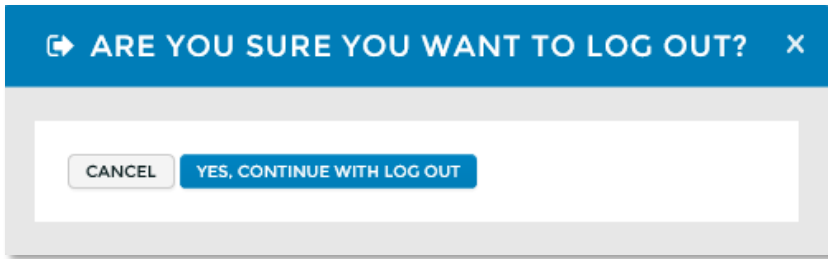 ARE YOU SURE YOU WANT TO LOG OUT?
CANCEL YES, CONTINUE WITH LOG OUT